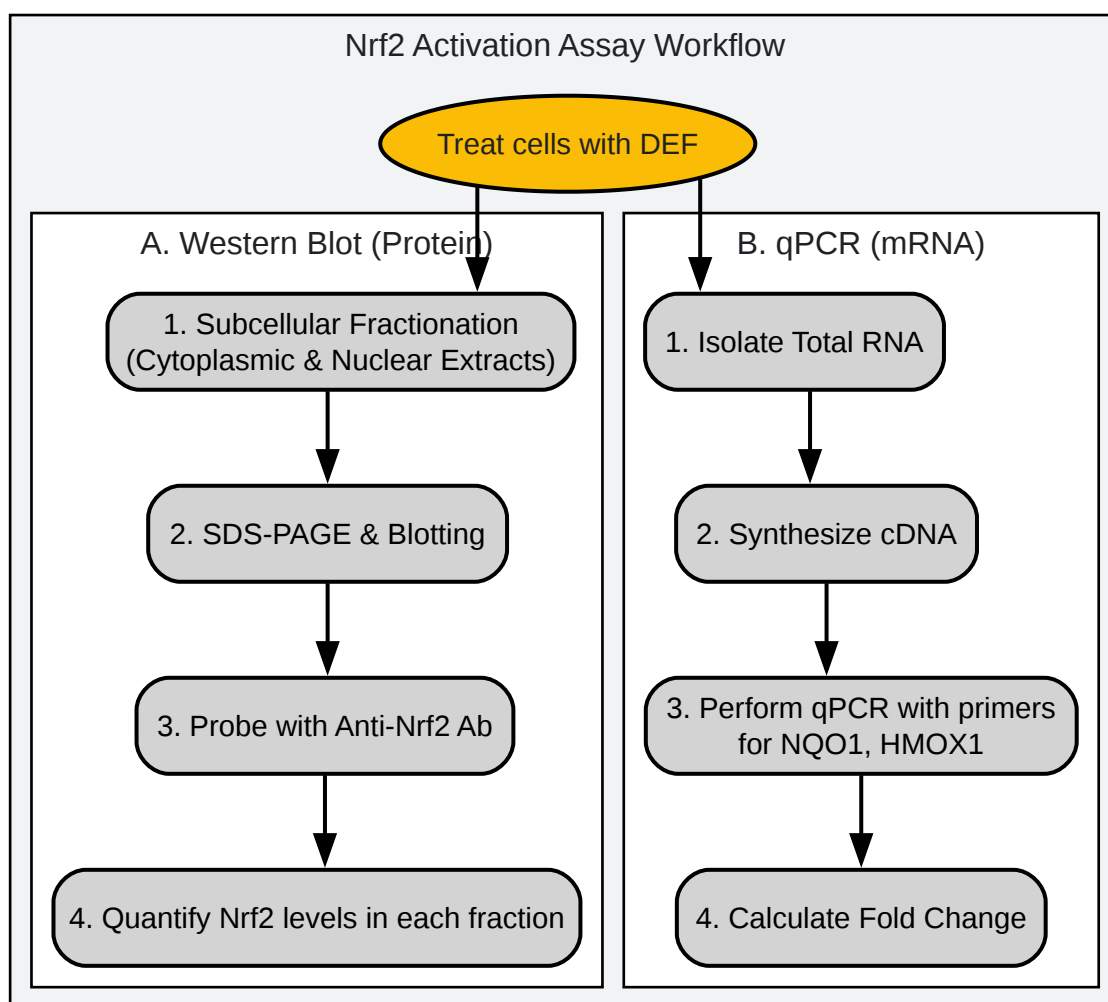 Nrf2 Activation Assay Workflow
Treat cells with DEF
A. Western Blot (Protein)
1. Subcellular Fractionation
(Cytoplasmic & Nuclear Extracts)
2. SDS-PAGE & Blotting
3. Probe with Anti-Nrf2 Ab
4. Quantify Nrf2 levels in each fraction
B. qPCR (mRNA)
1. Isolate Total RNA
2. Synthesize cDNA
3. Perform qPCR with primers
for NQO1, HMOX1
4. Calculate Fold Change